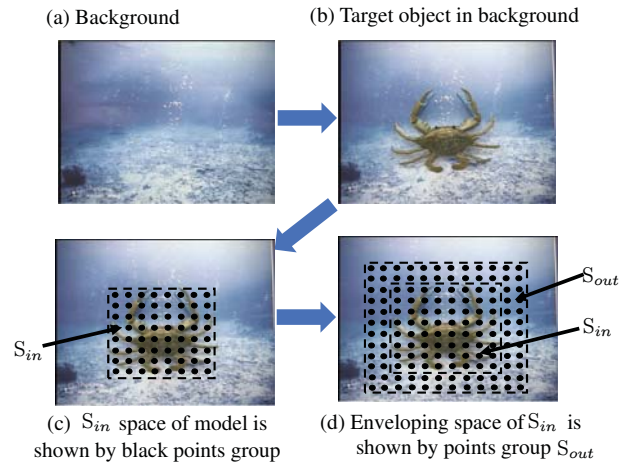 (a) Background
(b) Target object in background
S_in
S_out
S_in
(c) S_in space of model is
shown by black points group
(d) Enveloping space of S_in is
shown by points group S_out